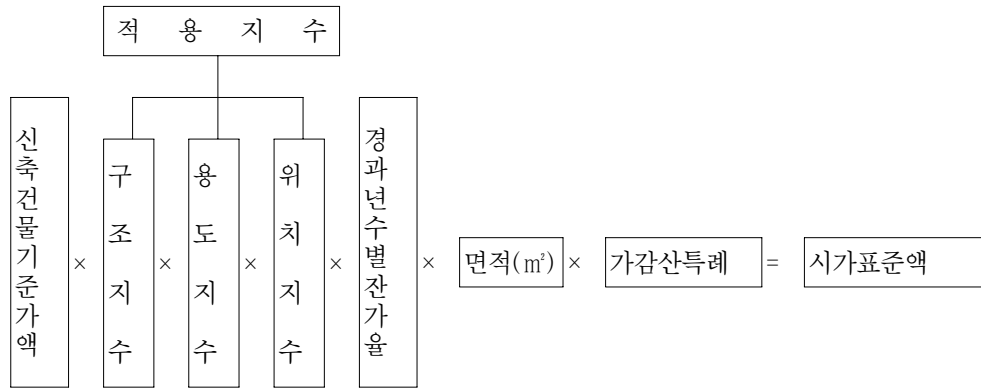 적 용 지 수
신축건물기준가액 × 구조지수 × 용도지수 × 위치지수 × 경과년수별잔가율 × 면적(㎡) × 가감산특례 = 시가표준액